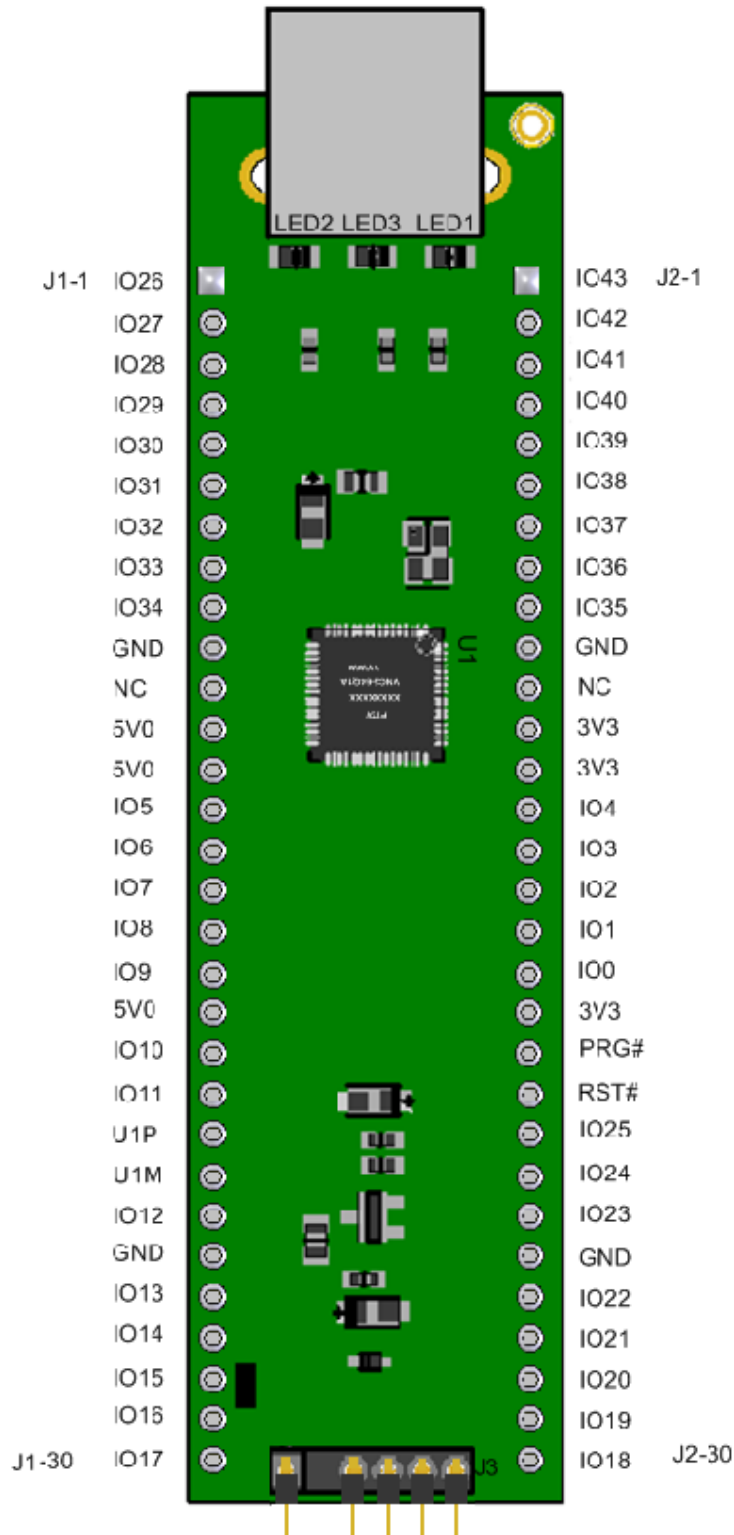 LED2 LED3 LED1
J1-1 IO26 IO43 J2-1
IO27 IO42
IO28 IO41
IO29 IO40
IO30 IO39
IO31 IO38
IO32 IO37
IO33 IO36
IO34 IO35
U1
GND GND
NC NC
5V0 3V3
5V0 3V3
IO5 IO4
IO6 IO3
IO7 IO2
IO8 IO1
IO9 IO0
5V0 3V3
IO10 PRG#
IO11 RST#
U1P IO25
U1M IO24
IO12 IO23
GND GND
IO13 IO22
IO14 IO21
IO15 IO20
IO16 IO19
J1-30 IO17 IO18 J2-30
J3